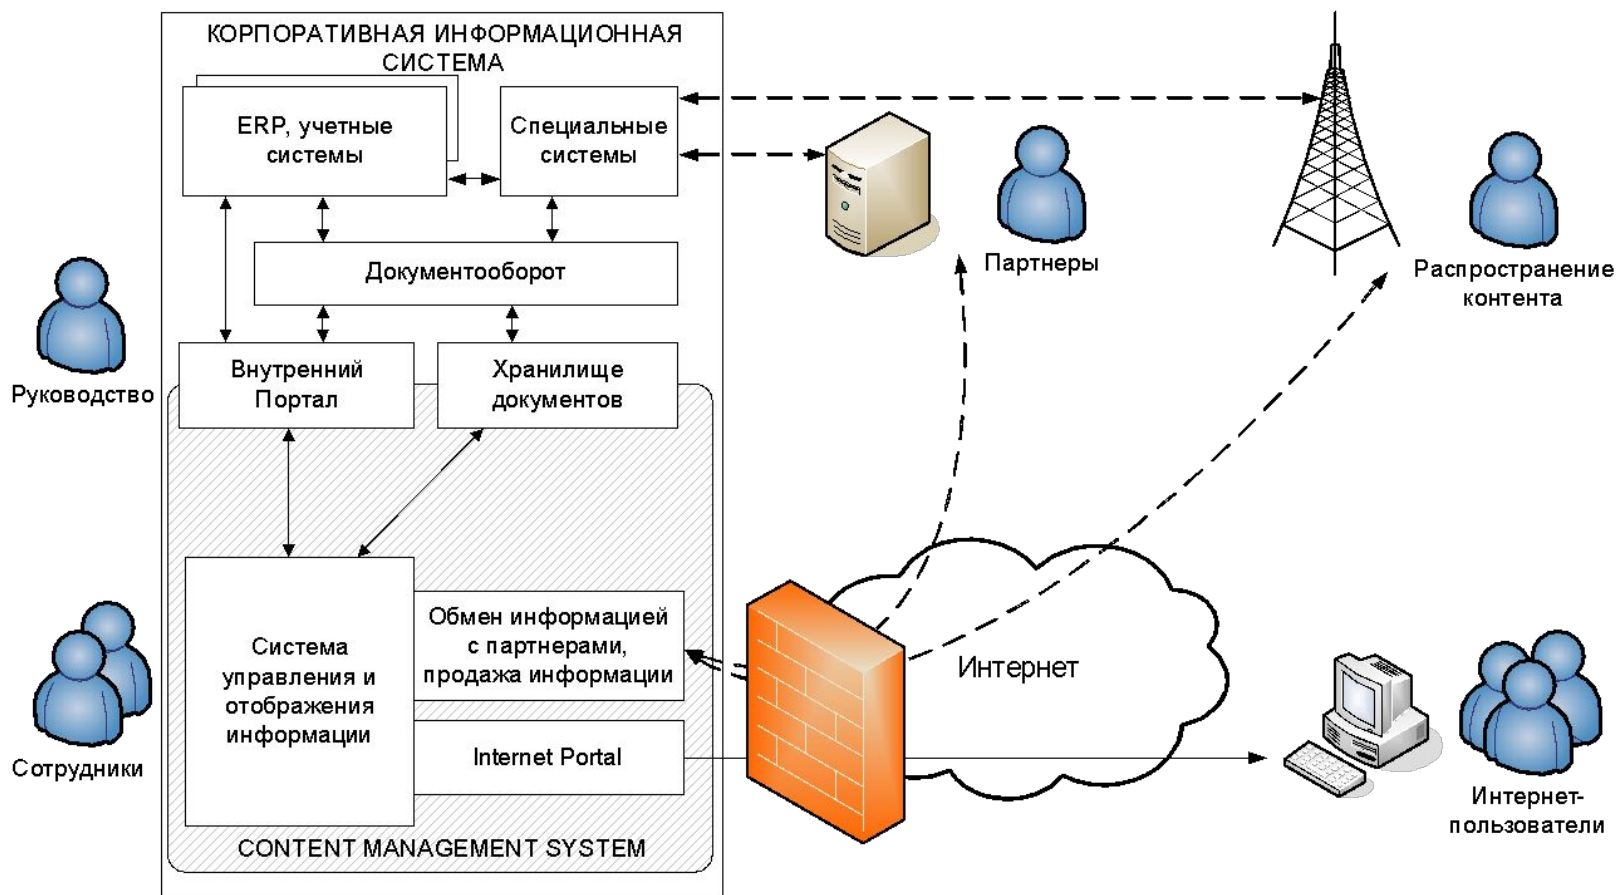 КОРПОРАТИВНАЯ ИНФОРМАЦИОННАЯ
СИСТЕМА
ERP, учетные
системы
Специальные
системы
Документооборот
Внутренний
Портал
Хранилище
документов
Система
управления и
отображения
информации
Обмен информацией
с партнерами,
продажа информации
Internet Portal
CONTENT MANAGEMENT SYSTEM
Руководство
Сотрудники
Партнеры
Распространение
контента
Интернет
Интернет-
пользователи